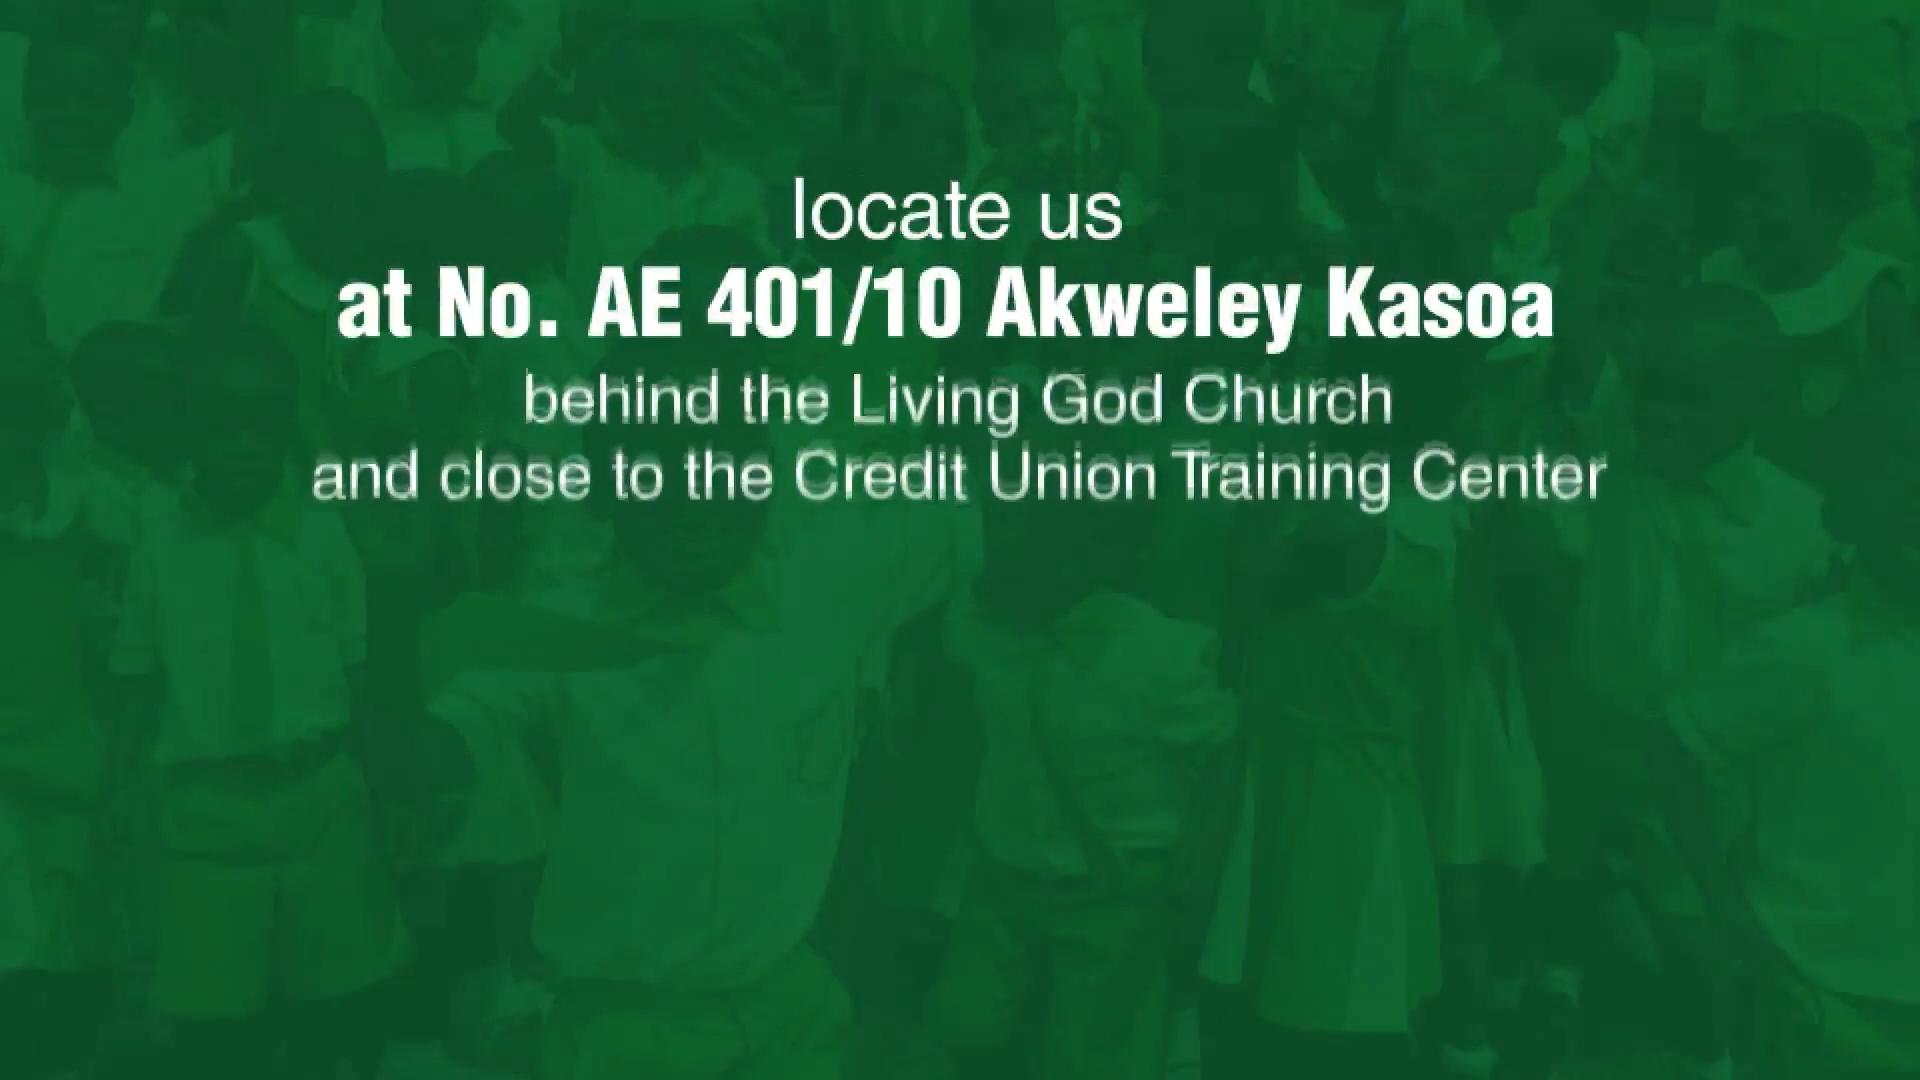 locate us
at No. AE 401/10 Akweley Kasoa
behind the Living God Church
and close to the Credit Union Training Center